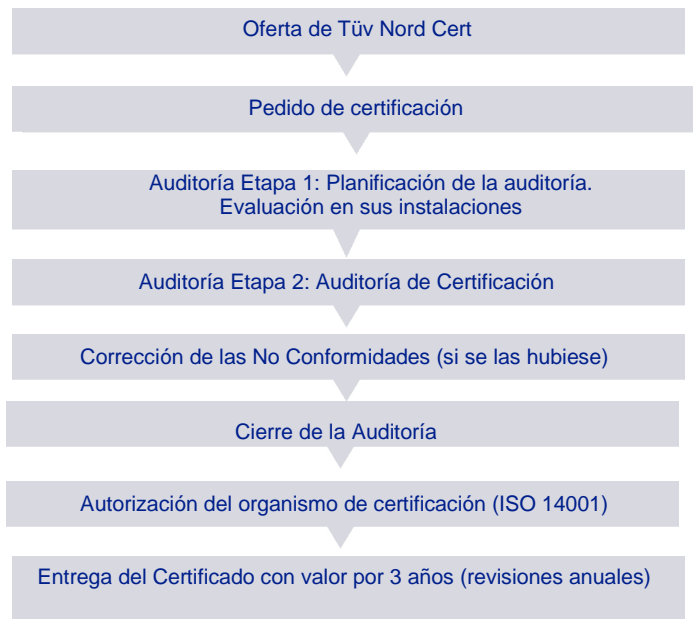 Oferta de Tüv Nord Cert
Pedido de certificación
Auditoría Etapa 1: Planificación de la auditoría.
Evaluación en sus instalaciones
Auditoría Etapa 2: Auditoría de Certificación
Corrección de las No Conformidades (si se las hubiese)
Cierre de la Auditoría
Autorización del organismo de certificación (ISO 14001)
Entrega del Certificado con valor por 3 años (revisiones anuales)